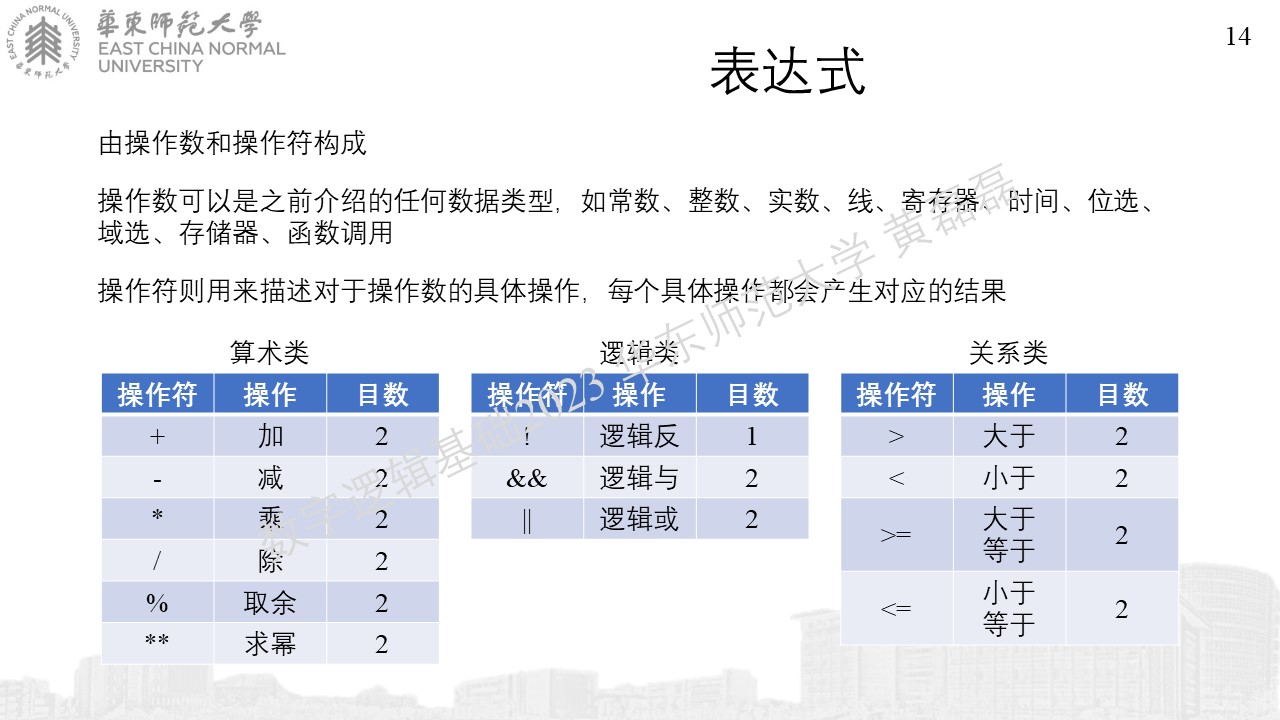 華東師範大學
EAST CHINA NORMAL
UNIVERSITY
EAST CHINA NORMAL UNIVERSITY
華東師範大學
14
表达式
由操作数和操作符构成
操作数可以是之前介绍的任何数据类型，如常数、整数、实数、线、寄存器、时间、位选、
域选、存储器、函数调用
操作符则用来描述对于操作数的具体操作，每个具体操作都会产生对应的结果
算术类
操作符 操作 目数
+ 加 2
- 减 2
* 乘 2
/ 除 2
% 取余 2
** 求幂 2
逻辑类
操作符 操作 目数
! 逻辑反 1
&& 逻辑与 2
|| 逻辑或 2
关系类
操作符 操作 目数
> 大于 2
< 小于 2
>= 大于
等于 2
<= 小于
等于 2
数字逻辑基础2023 华东师范大学 黄磊磊